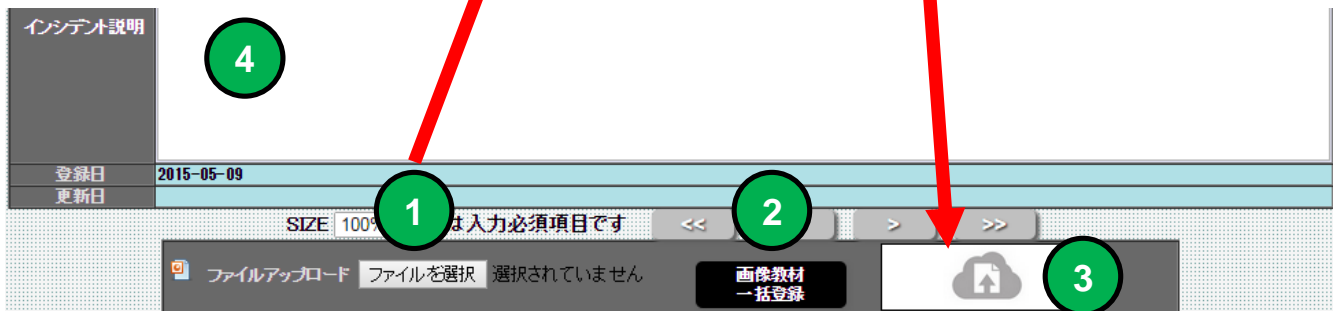 インシデント説明
4
登録日 2015-05-09
更新日
SIZE 100% 1 は入力必須項目です << 2 > >>
ファイルアップロード ファイルを選択 選択されていません 画像教材
一括登録 3